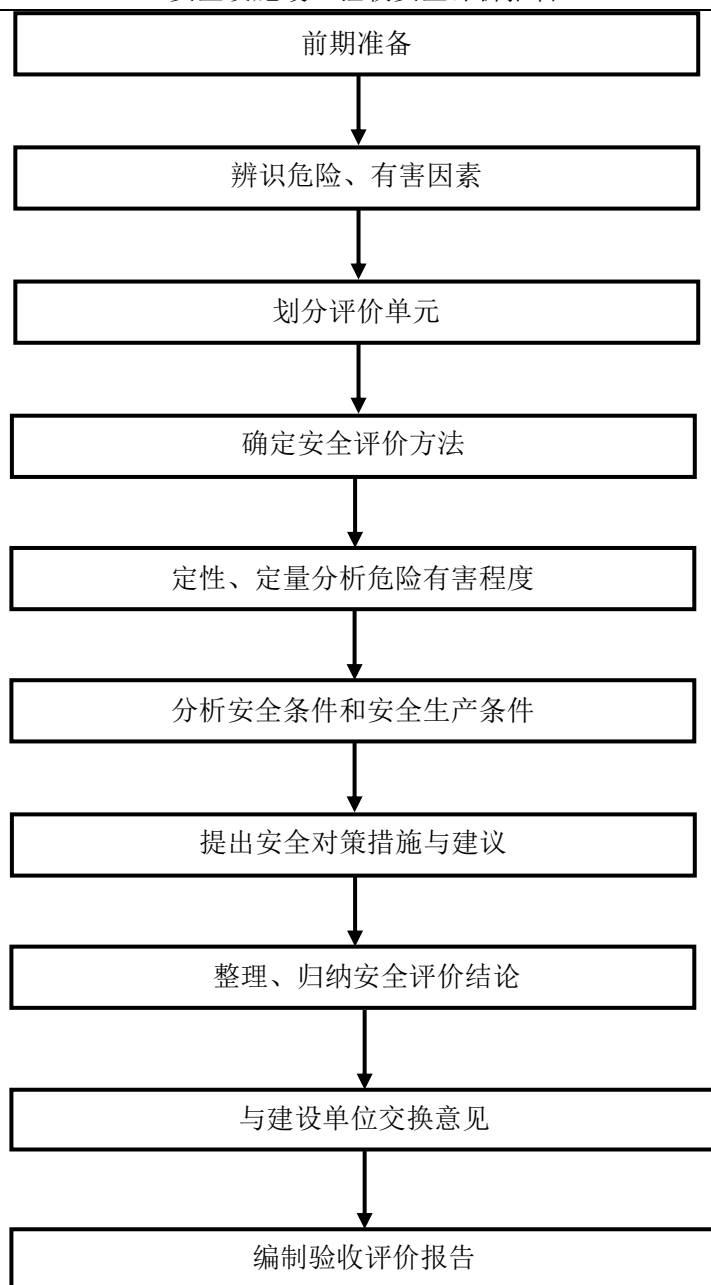 前期准备
辨识危险、有害因素
划分评价单元
确定安全评价方法
定性、定量分析危险有害程度
分析安全条件和安全生产条件
提出安全对策措施与建议
整理、归纳安全评价结论
与建设单位交换意见
编制验收评价报告